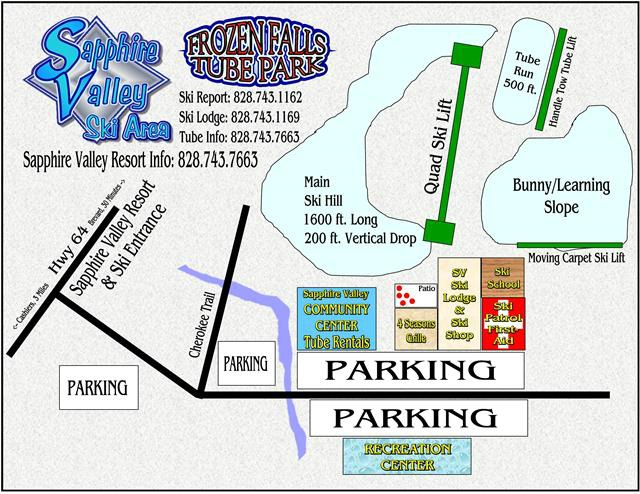 Sapphire
Valley
Ski Area
FROZEN FALLS
TUBE PARK
Ski Report: 828.743.1162
Ski Lodge: 828.743.1169
Tube Info: 828.743.7663
Sapphire Valley Resort Info: 828.743.7663
Quad Ski Lift
Tube
Run
500 ft.
Handle Tow Tube Lift
Main
Ski Hill
1600 ft. Long
200 ft. Vertical Drop
Bunny/Learning
Slope
Moving Carpet Ski Lift
Hwy 64
Brevard, 30 Minutes ->
<- Cashiers, 3 Miles
Sapphire Valley Resort
& Ski Entrance
Cherokee Trail
Sapphire Valley
COMMUNITY
CENTER
Tube Rentals
Patio
4 Seasons
Grille
SV
Ski
Lodge
&
Ski
Shop
Ski
School
Ski
Patrol
First
Aid
PARKING
PARKING
PARKING
PARKING
RECREATION
CENTER